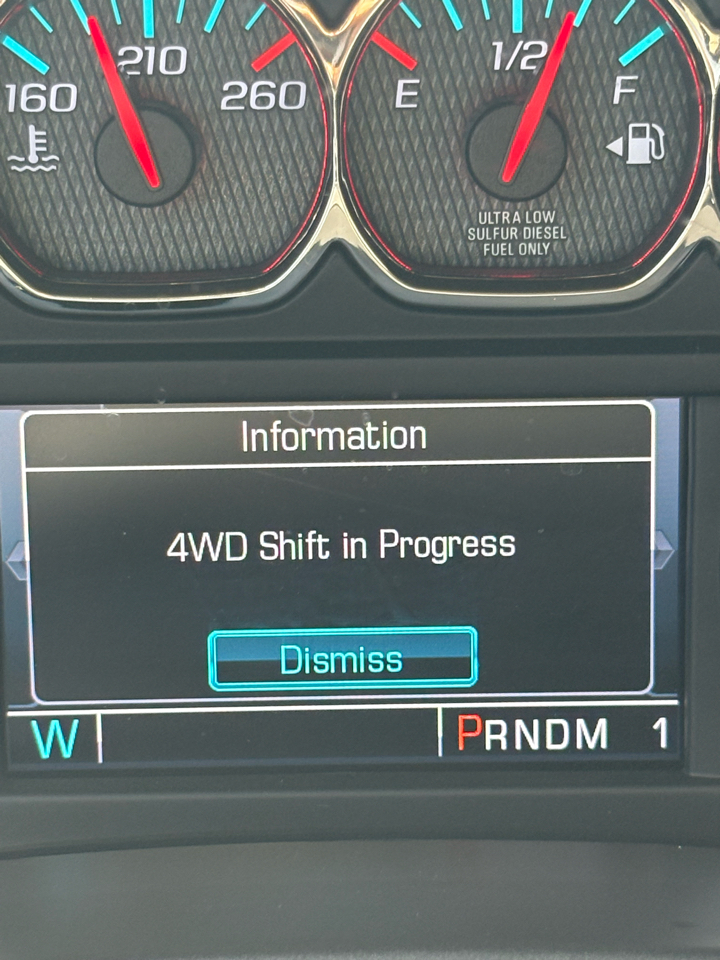 210
160
260
1/2
E
F
ULTRA LOW
SULFUR DIESEL
FUEL ONLY
Information
4WD Shift in Progress
Dismiss
W
PRNDM 1